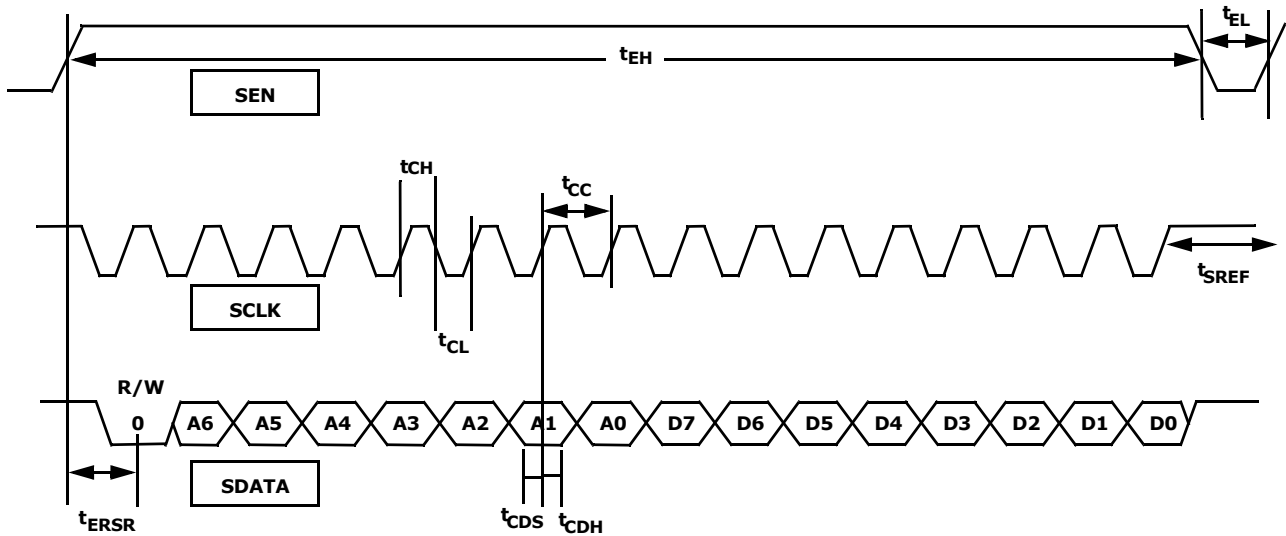 tEL
tEH
SEN
tCH
tCC
SCLK
tSREF
tCL
R/W
0 A6 A5 A4 A3 A2 A1 A0 D7 D6 D5 D4 D3 D2 D1 D0
SDATA
tERSR
tCDS tCDH